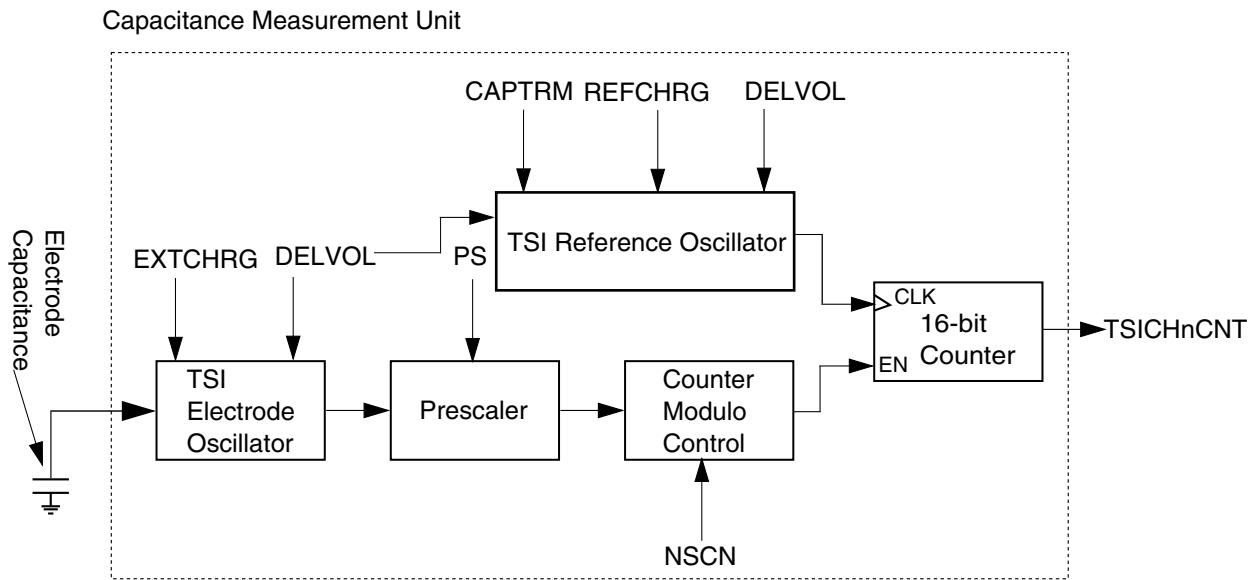 Capacitance Measurement Unit
CAPTRM REFCHRG DELVOL
TSI Reference Oscillator
Electrode
Capacitance
EXTCHRG DELVOL PS
CLK
16-bit
Counter
EN
TSICHnCNT
TSI
Electrode
Oscillator
Prescaler
Counter
Modulo
Control
NSCN